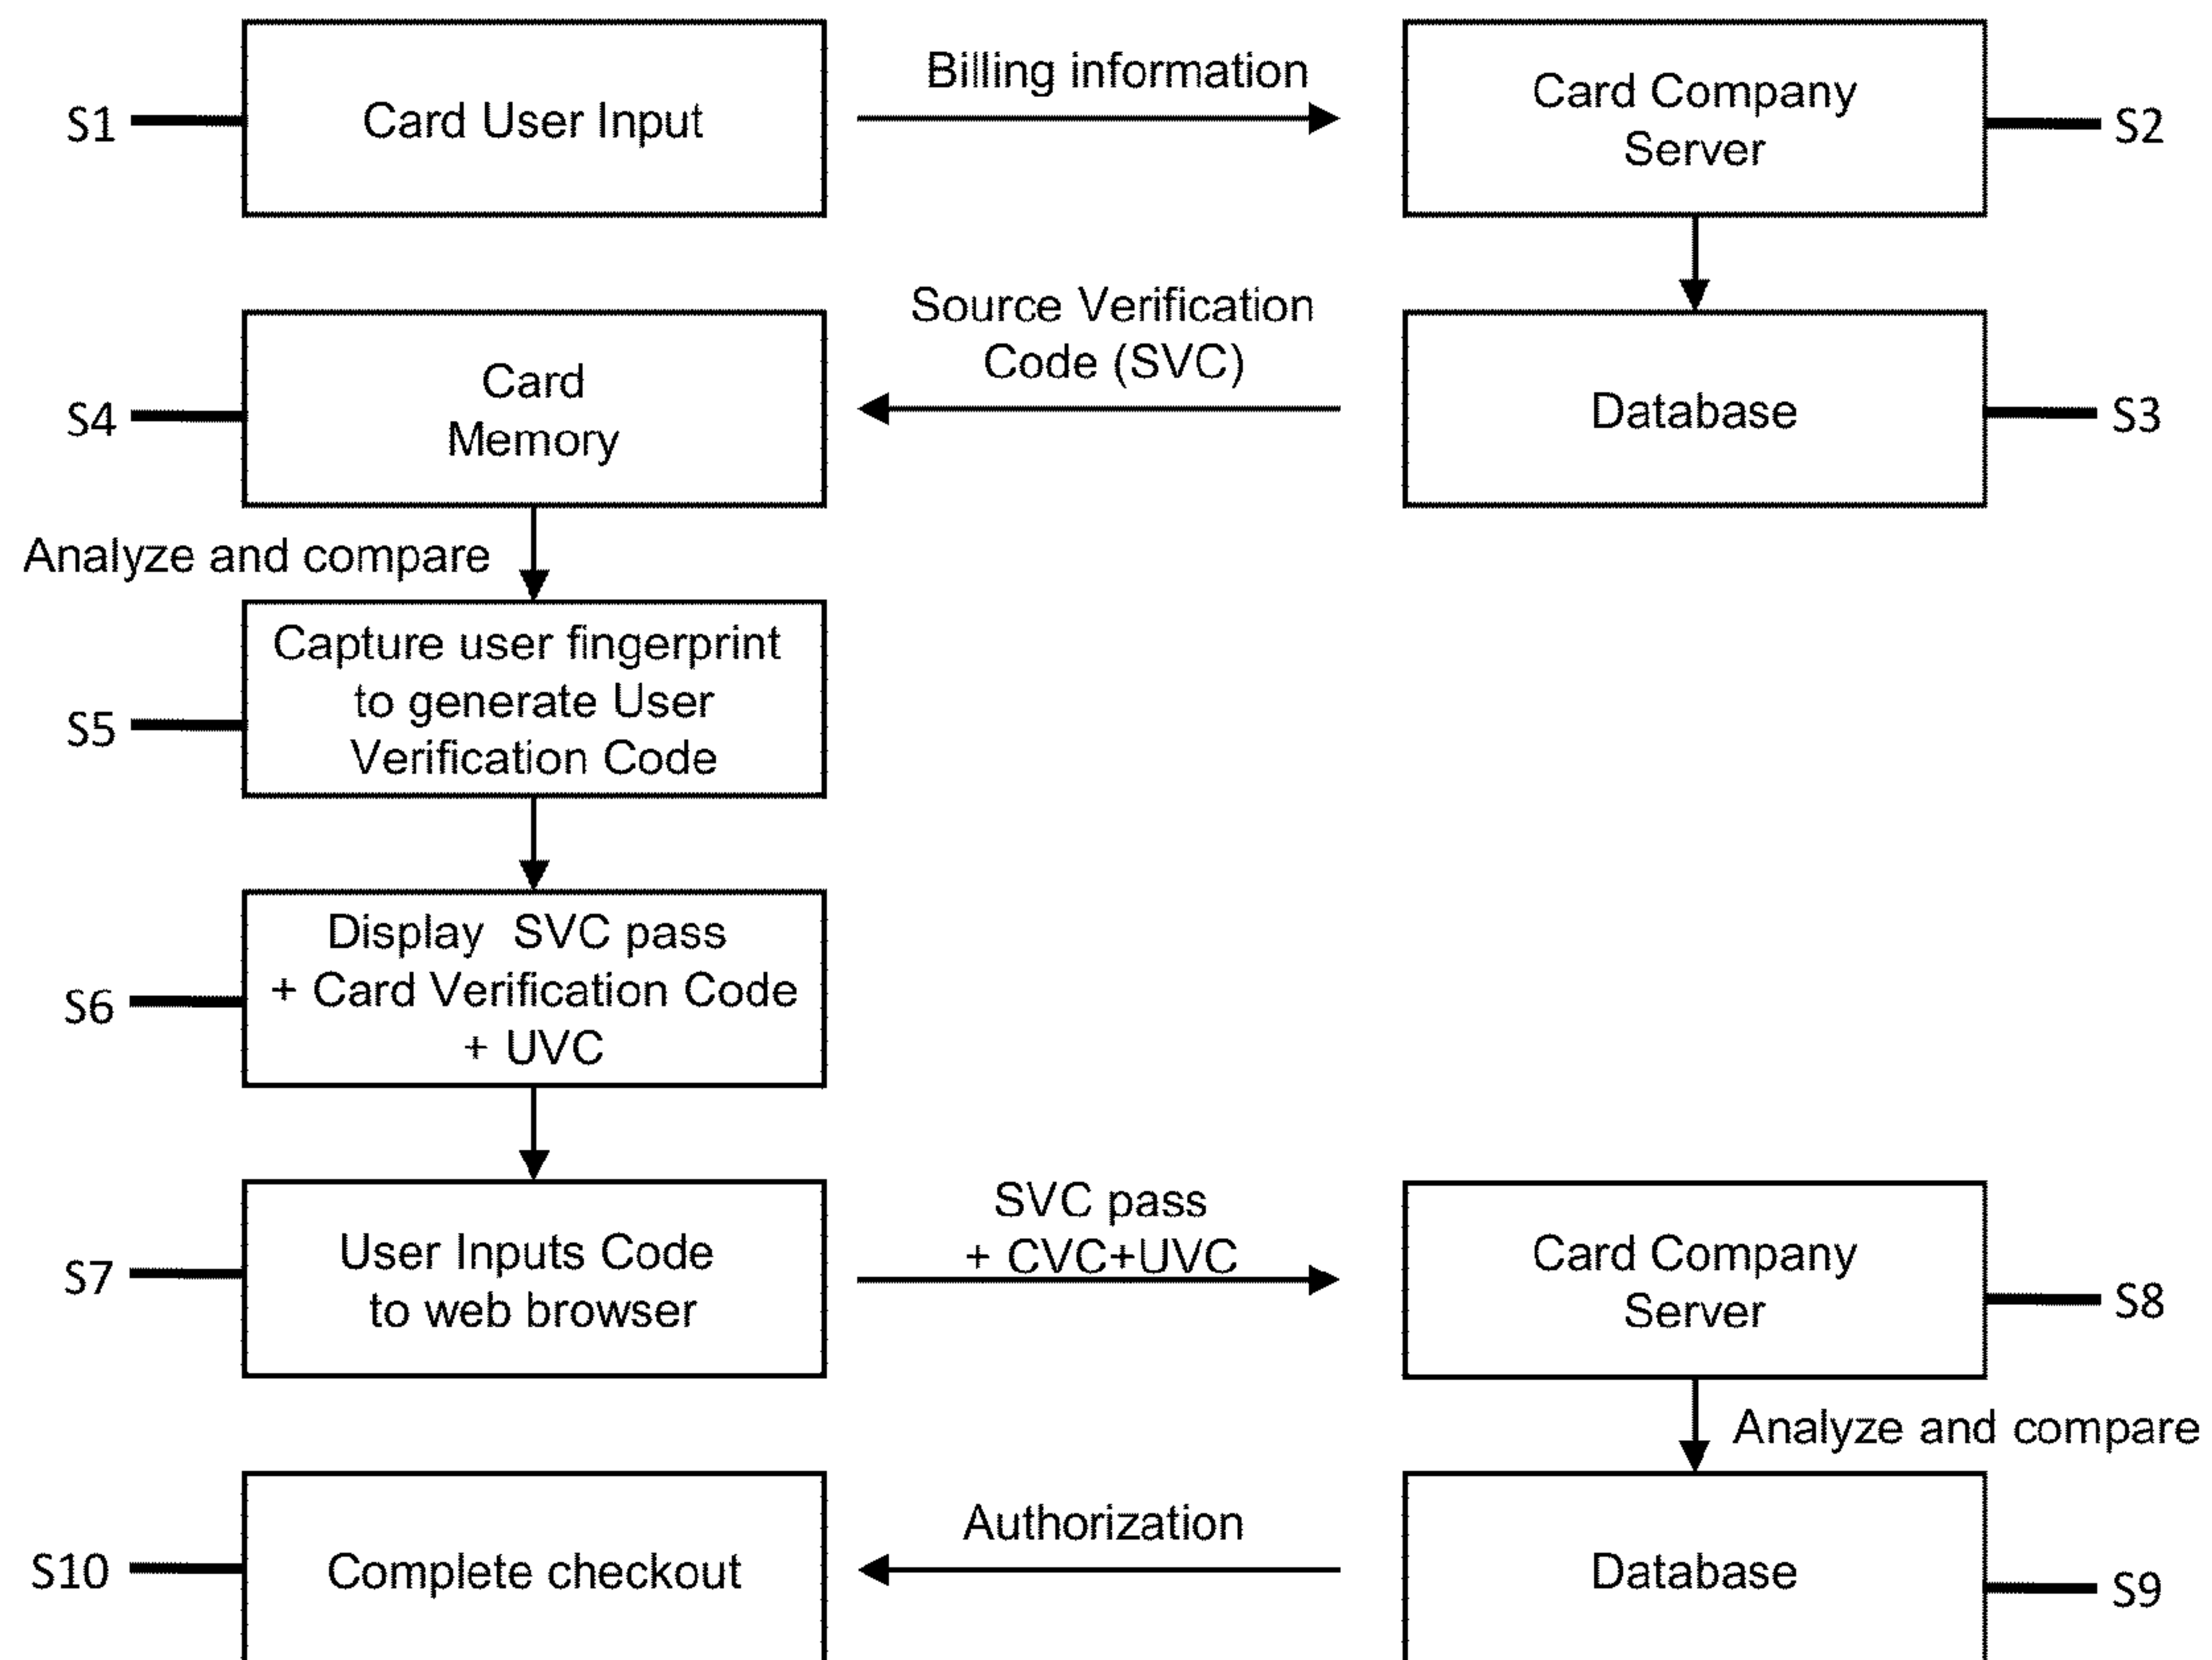 S1
Card User Input
Billing information
Card Company
Server
S2
S4
Card
Memory
Source Verification
Code (SVC)
Database
S3
Analyze and compare
S5
Capture user fingerprint
to generate User
Verification Code
S6
Display SVC pass
+ Card Verification Code
+ UVC
S7
User Inputs Code
to web browser
SVC pass
+ CVC+UVC
Card Company
Server
S8
Analyze and compare
S10
Complete checkout
Authorization
Database
S9